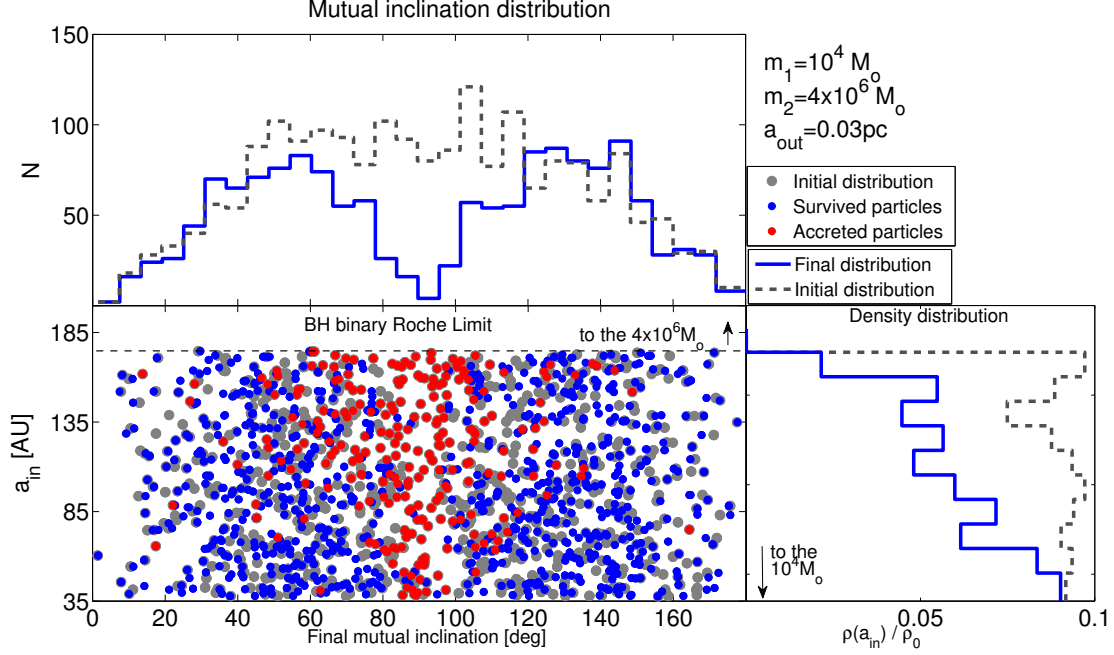 Mutual inclination distribution
150
100
50
N
m1=10^4 Mo
m2=4x10^6 Mo
aout=0.03pc
Initial distribution
Survived particles
Accreted particles
Final distribution
Initial distribution
BH binary Roche Limit
to the 4x10^6Mo
Density distribution
185
135
85
35
ain [AU]
to the
10^4Mo
0 20 40 60 80 100 120 140 160
Final mutual inclination [deg]
0.05 0.1
ρ(ain) / ρ0